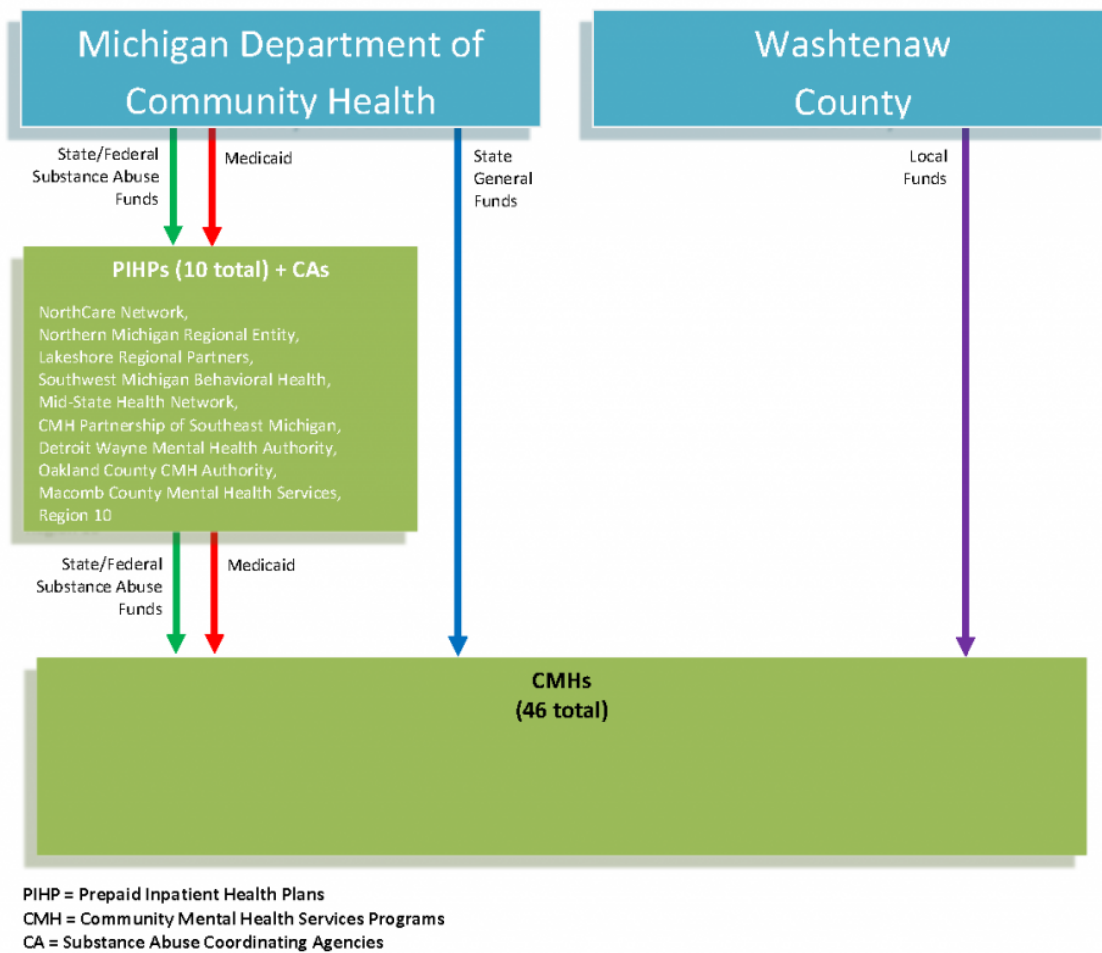 Michigan Department of
Community Health
Washtenaw
County
State/Federal
Substance Abuse
Funds
Medicaid
State
General
Funds
Local
Funds
PIHPs (10 total) + CAs
NorthCare Network,
Northern Michigan Regional Entity,
Lakeshore Regional Partners,
Southwest Michigan Behavioral Health,
Mid-State Health Network,
CMH Partnership of Southeast Michigan,
Detroit Wayne Mental Health Authority,
Oakland County CMH Authority,
Macomb County Mental Health Services,
Region 10
State/Federal
Substance Abuse
Funds
Medicaid
CMHs
(46 total)
PIHP = Prepaid Inpatient Health Plans
CMH = Community Mental Health Services Programs
CA = Substance Abuse Coordinating Agencies